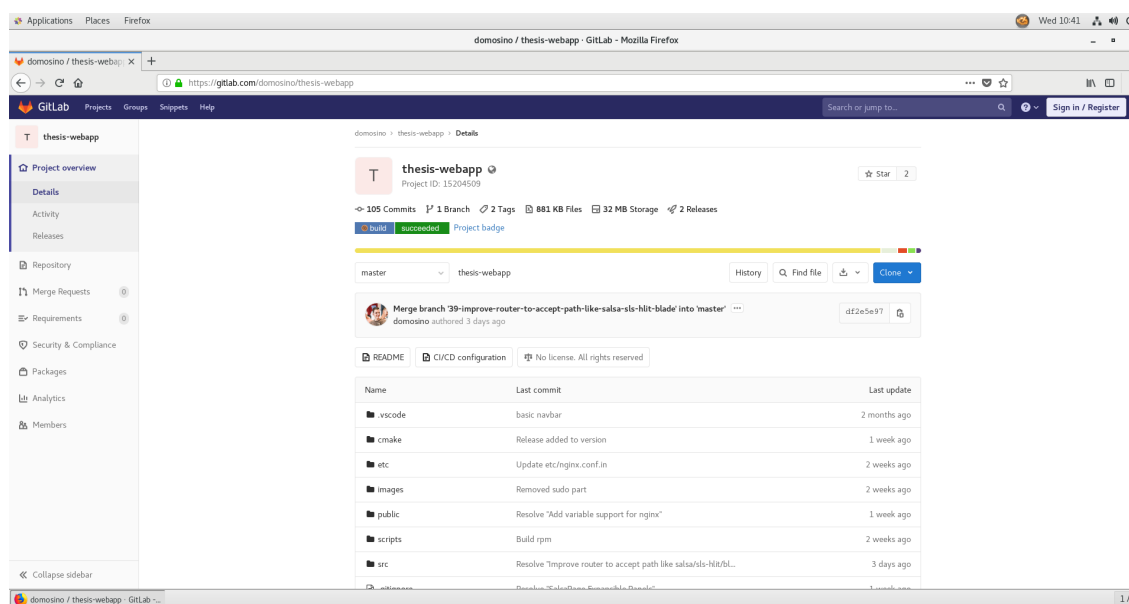 Applications Places Firefox Wed 10:41
domosino / thesis-webapp · GitLab - Mozilla Firefox
domosino / thesis-webap
https://gitlab.com/domosino/thesis-webapp
GitLab Projects Groups Snippets Help Search or jump to... Sign in / Register
T thesis-webapp
domosino > thesis-webapp > Details
Project overview
Details
Activity
Releases
Repository
Merge Requests 0
Requirements 0
Security & Compliance
Packages
Analytics
Members
Collapse sidebar
T
thesis-webapp
Project ID: 15204509
Star 2
105 Commits 1 Branch 2 Tags 881 KB Files 32 MB Storage 2 Releases
build succeeded Project badge
master thesis-webapp History Find file Clone
Merge branch '39-improve-router-to-accept-path-like-salsa-sls-hlit-blade' into 'master' ...
domosino authored 3 days ago
df2e5e97
README CI/CD configuration No license. All rights reserved
Name Last commit Last update
.vscode basic navbar 2 months ago
cmake Release added to version 1 week ago
etc Update etc/nginx.conf.in 2 weeks ago
images Removed sudo part 2 weeks ago
public Resolve "Add variable support for nginx" 1 week ago
scripts Build rpm 2 weeks ago
src Resolve "Improve router to accept path like salsa/sls-hlit/bl... 3 days ago
.gitignore Resolve "SalsaPage Expansible Panels" 1 week ago
domosino / thesis-webapp · GitLab -... 1 /